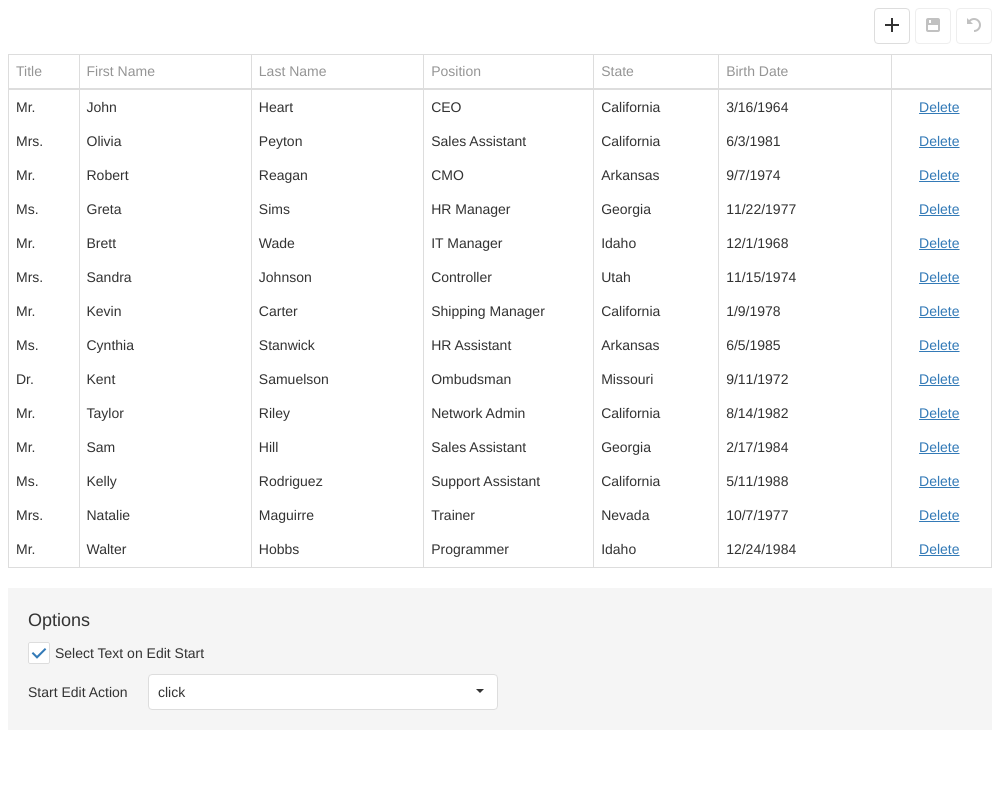 Title First Name Last Name Position State Birth Date
Mr. John Heart CEO California 3/16/1964 Delete
Mrs. Olivia Peyton Sales Assistant California 6/3/1981 Delete
Mr. Robert Reagan CMO Arkansas 9/7/1974 Delete
Ms. Greta Sims HR Manager Georgia 11/22/1977 Delete
Mr. Brett Wade IT Manager Idaho 12/1/1968 Delete
Mrs. Sandra Johnson Controller Utah 11/15/1974 Delete
Mr. Kevin Carter Shipping Manager California 1/9/1978 Delete
Ms. Cynthia Stanwick HR Assistant Arkansas 6/5/1985 Delete
Dr. Kent Samuelson Ombudsman Missouri 9/11/1972 Delete
Mr. Taylor Riley Network Admin California 8/14/1982 Delete
Mr. Sam Hill Sales Assistant Georgia 2/17/1984 Delete
Ms. Kelly Rodriguez Support Assistant California 5/11/1988 Delete
Mrs. Natalie Maguirre Trainer Nevada 10/7/1977 Delete
Mr. Walter Hobbs Programmer Idaho 12/24/1984 Delete
Options
Select Text on Edit Start
Start Edit Action click